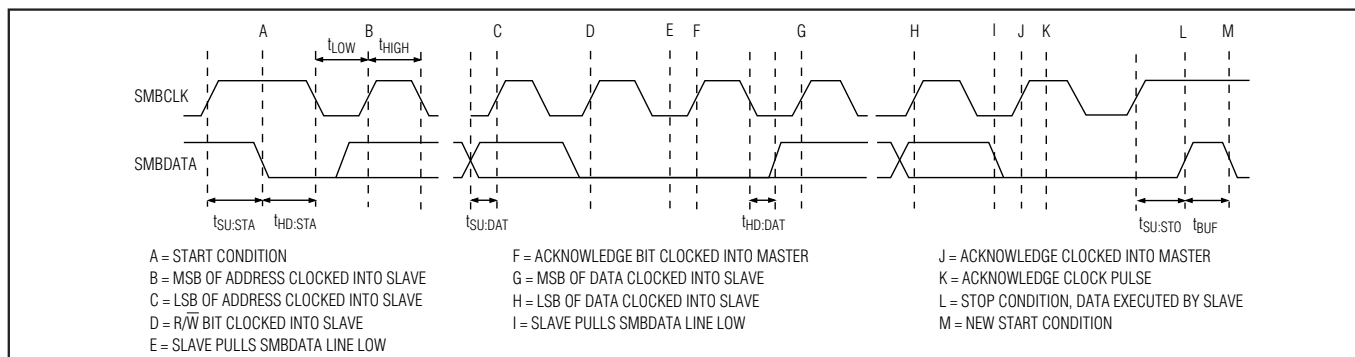 A B C D E F G H I J K L M
tLOW tHIGH
SMBCLK
SMBDATA
tSU:STA tHD:STA tSU:DAT tHD:DAT tSU:STO tBUF
A = START CONDITION
B = MSB OF ADDRESS CLOCKED INTO SLAVE
C = LSB OF ADDRESS CLOCKED INTO SLAVE
D = R/W̅ BIT CLOCKED INTO SLAVE
E = SLAVE PULLS SMBDATA LINE LOW
F = ACKNOWLEDGE BIT CLOCKED INTO MASTER
G = MSB OF DATA CLOCKED INTO SLAVE
H = LSB OF DATA CLOCKED INTO SLAVE
I = SLAVE PULLS SMBDATA LINE LOW
J = ACKNOWLEDGE CLOCKED INTO MASTER
K = ACKNOWLEDGE CLOCK PULSE
L = STOP CONDITION, DATA EXECUTED BY SLAVE
M = NEW START CONDITION